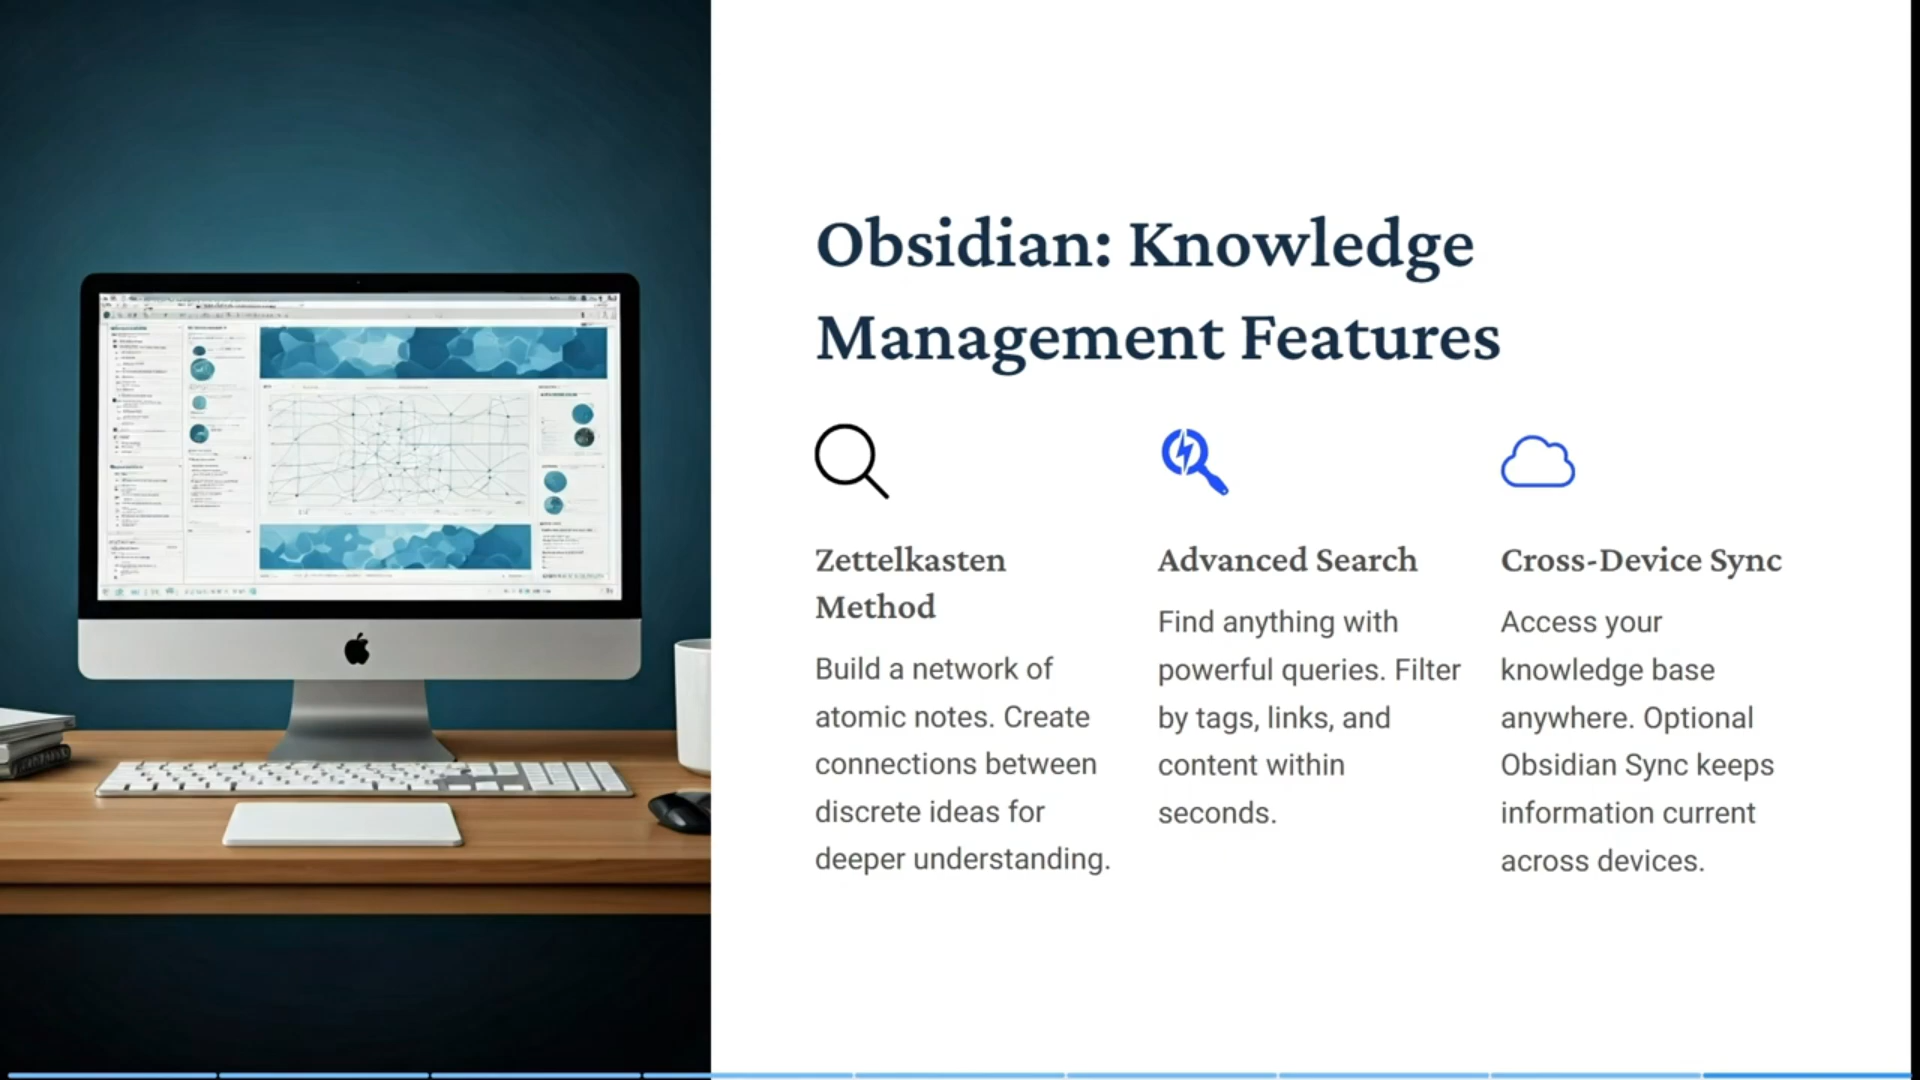 Obsidian: Knowledge
Management Features
Zettelkasten
Method
Build a network of
atomic notes. Create
connections between
discrete ideas for
deeper understanding.
Advanced Search
Find anything with
powerful queries. Filter
by tags, links, and
content within
seconds.
Cross-Device Sync
Access your
knowledge base
anywhere. Optional
Obsidian Sync keeps
information current
across devices.